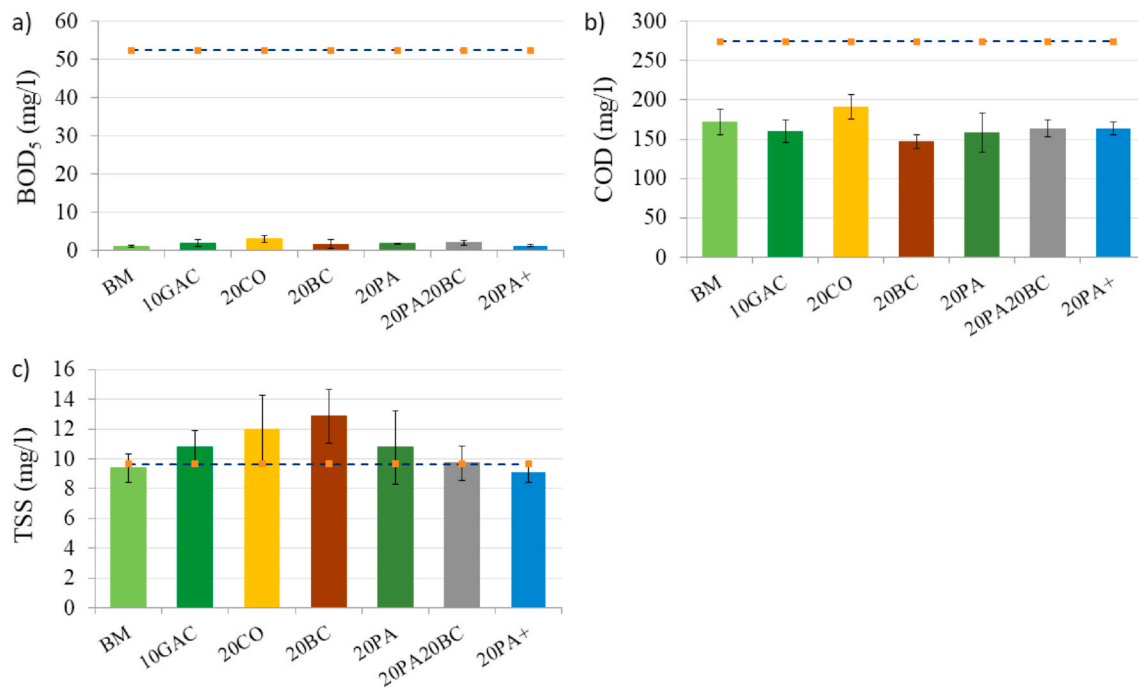 a)
BOD5 (mg/l)
60
50
40
30
20
10
0
BM
10GAC
20CO
20BC
20PA
20PA20BC
20PA+
b)
COD (mg/l)
300
250
200
150
100
50
0
BM
10GAC
20CO
20BC
20PA
20PA20BC
20PA+
c)
TSS (mg/l)
16
14
12
10
8
6
4
2
0
BM
10GAC
20CO
20BC
20PA
20PA20BC
20PA+